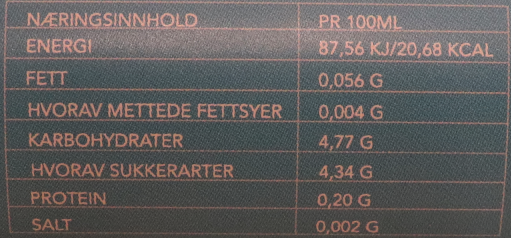 NÆRINGSINNHOLD PR 100ML
ENERGI 87,56 KJ/20,68 KCAL
FETT 0,056 G
HVORAV METTEDE FETTSYER 0,004 G
KARBOHYDRATER 4,77 G
HVORAV SUKKERARTER 4,34 G
PROTEIN 0,20 G
SALT 0,002 G